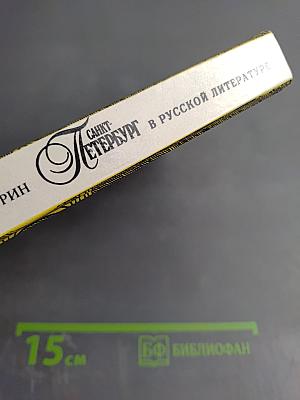 РИН САНКТ-
ПЕТЕРБУРГ В РУССКОЙ ЛИТЕРАТУРЕ
15 см
БФ БИБЛИОФАН